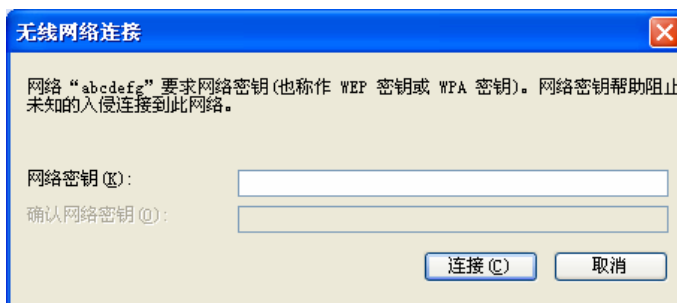 无线网络连接
网络“abcdefg”要求网络密钥(也称作 WEP 密钥或 WPA 密钥)。网络密钥帮助阻止
未知的入侵连接到此网络。
网络密钥(K):
确认网络密钥(O):
连接(C)
取消